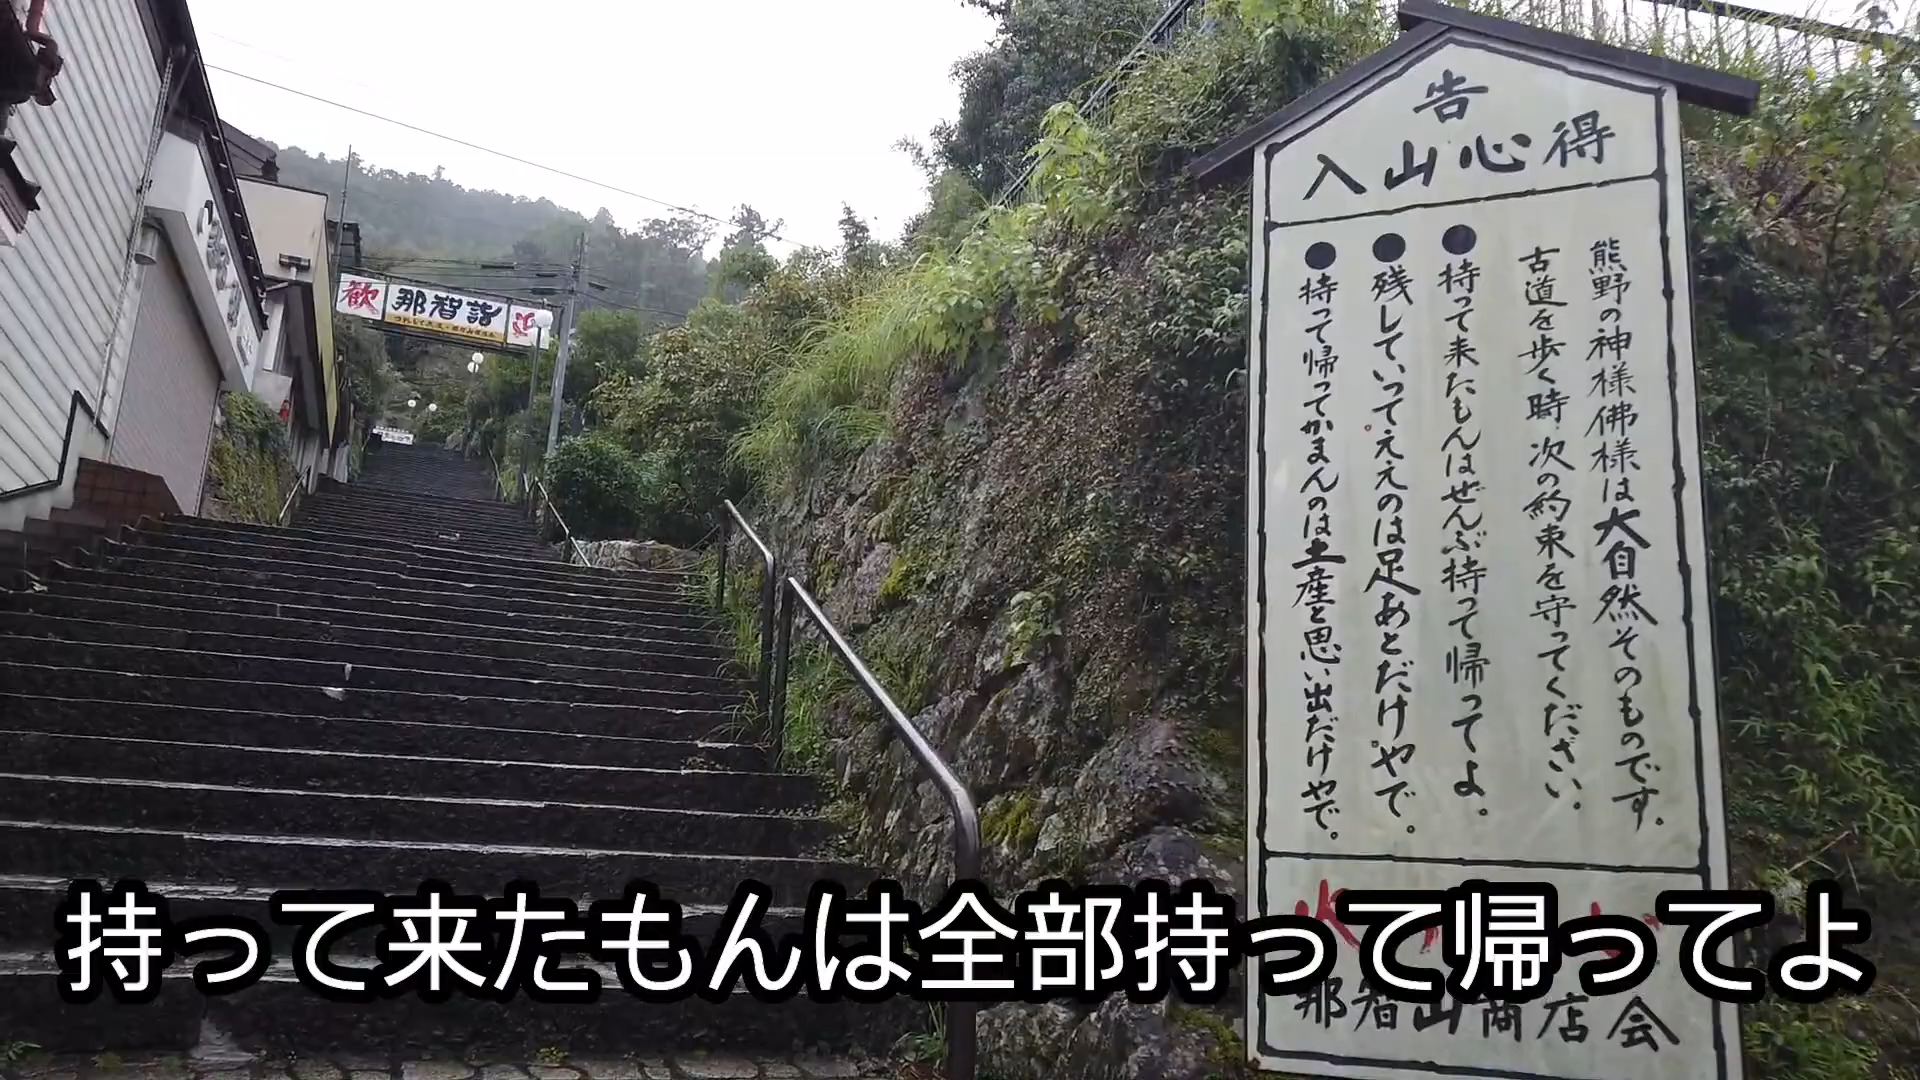 告
入山心得
熊野の神様佛様は大自然そのものです。
古道を歩く時次の約束を守ってください。
●持って来たもんはぜんぶ持って帰ってよ。
●残していってええのは足あとだけやで。
●持って帰ってかまんのは土産と思い出だけやで。
那智山商店会
歓 那智詣 迎
持って来たもんは全部持って帰ってよ